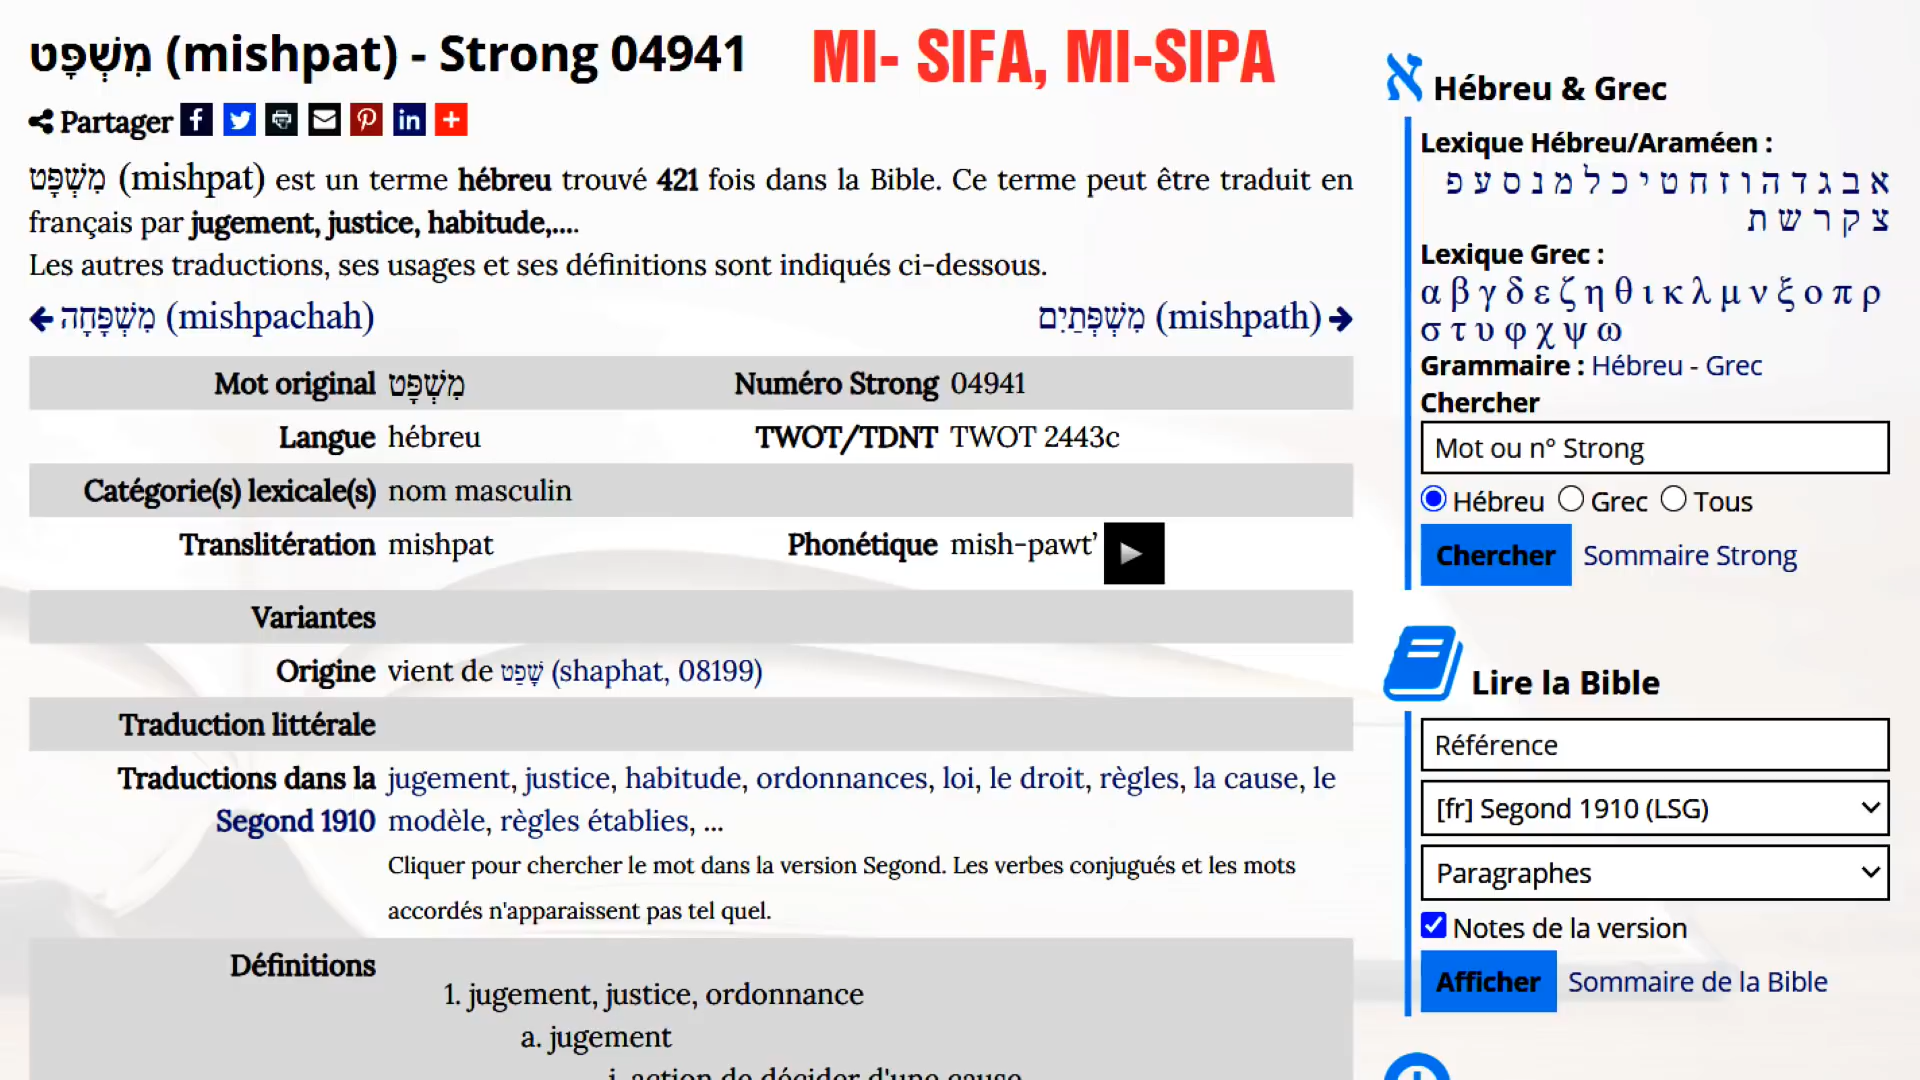 מִשְׁפָּט (mishpat) - Strong 04941
MI- SIFA, MI-SIPA
Partager
מִשְׁפָּט (mishpat) est un terme hébreu trouvé 421 fois dans la Bible. Ce terme peut être traduit en
français par jugement, justice, habitude,....
Les autres traductions, ses usages et ses définitions sont indiqués ci-dessous.
מִשְׁפָּחָה (mishpachah)
מִשְׁפְּתַיִם (mishpath)
Mot original מִשְׁפָּט Numéro Strong 04941
Langue hébreu TWOT/TDNT TWOT 2443c
Catégorie(s) lexicale(s) nom masculin
Translitération mishpat Phonétique mish-pawt’
Variantes
Origine vient de שָׁפַט (shaphat, 08199)
Traduction littérale
Traductions dans la jugement, justice, habitude, ordonnances, loi, le droit, règles, la cause, le
Segond 1910 modèle, règles établies, ...
Cliquer pour chercher le mot dans la version Segond. Les verbes conjugués et les mots
accordés n'apparaissent pas tel quel.
Définitions
1. jugement, justice, ordonnance
a. jugement
i. action de décider d'une cause
א Hébreu & Grec
Lexique Hébreu/Araméen :
א ב ג ד ה ו ז ח ט י כ ל מ נ ס ע פ
צ ק ר ש ת
Lexique Grec :
α β γ δ ε ζ η θ ι κ λ μ ν ξ ο π ρ
σ τ υ φ χ ψ ω
Grammaire : Hébreu - Grec
Chercher
Mot ou n° Strong
Hébreu Grec Tous
Chercher Sommaire Strong
Lire la Bible
Référence
[fr] Segond 1910 (LSG)
Paragraphes
Notes de la version
Afficher Sommaire de la Bible